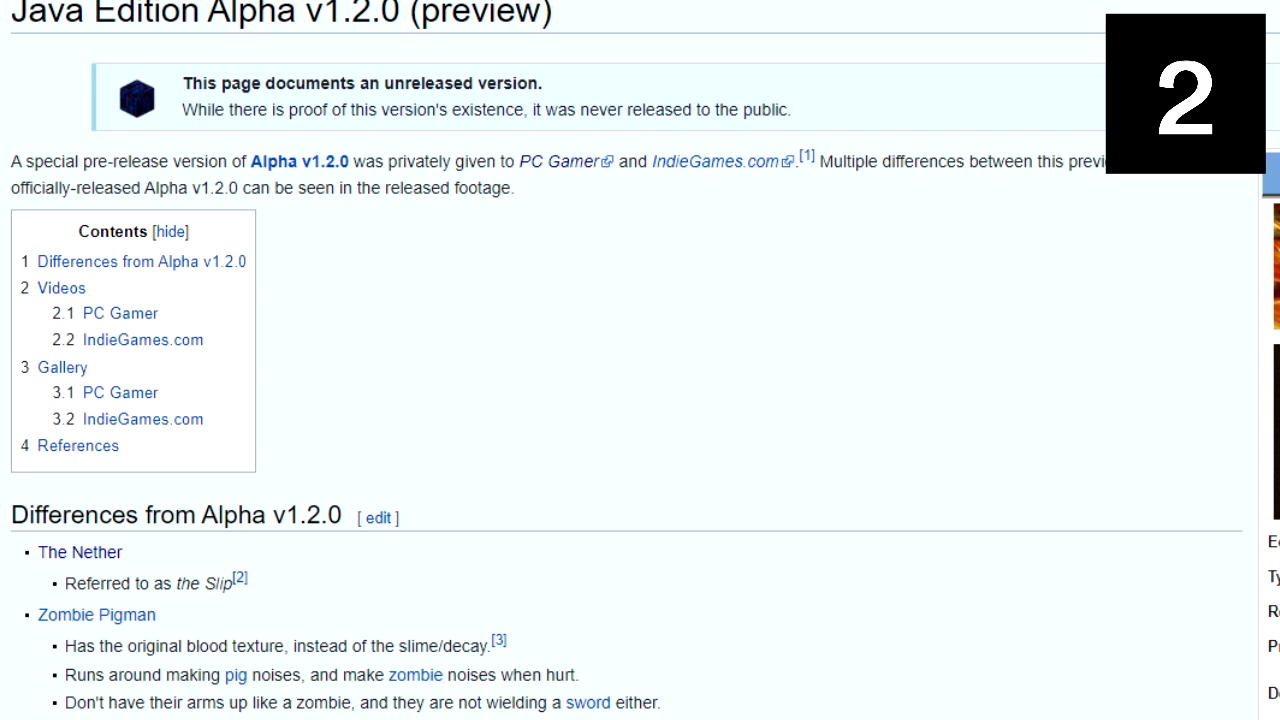 Java Edition Alpha v1.2.0 (preview)
2
This page documents an unreleased version.
While there is proof of this version's existence, it was never released to the public.
A special pre-release version of Alpha v1.2.0 was privately given to PC Gamer and IndieGames.com.[1] Multiple differences between this
officially-released Alpha v1.2.0 can be seen in the released footage.
Contents [hide]
1 Differences from Alpha v1.2.0
2 Videos
2.1 PC Gamer
2.2 IndieGames.com
3 Gallery
3.1 PC Gamer
3.2 IndieGames.com
4 References
Differences from Alpha v1.2.0 [ edit ]
▪ The Nether
▪ Referred to as the Slip[2]
▪ Zombie Pigman
▪ Has the original blood texture, instead of the slime/decay.[3]
▪ Runs around making pig noises, and make zombie noises when hurt.
▪ Don't have their arms up like a zombie, and they are not wielding a sword either.